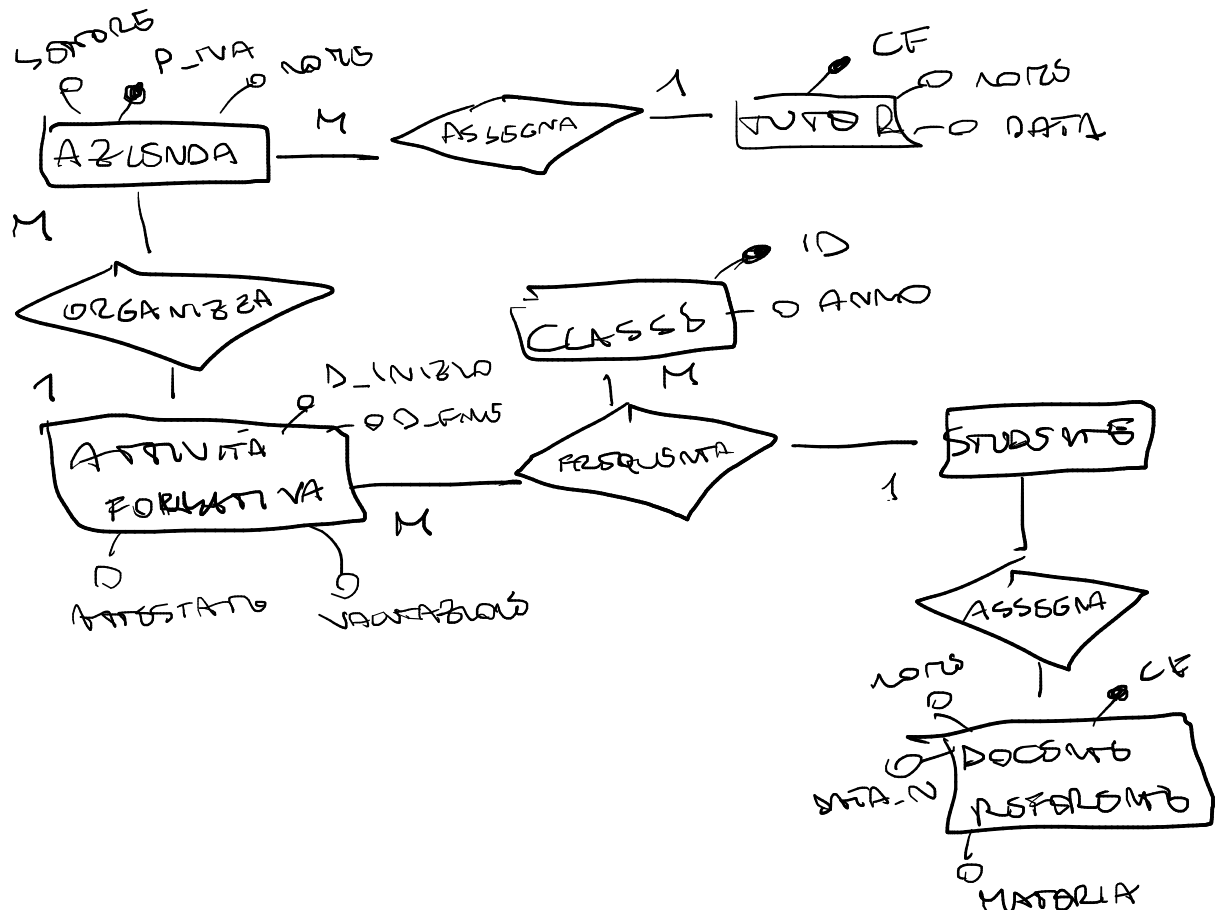 SETTORE
P_IVA
NOME
CF
NOME
DATA
AZIENDA
M
ASSEGNA
1
TUTOR
M
ORGANIZZA
1
ID
ANNO
CLASSE
M
D_INIZIO
D_FINE
ATTIVITÀ
FORMATIVA
M
FREQUENTA
1
STUDENTE
ATTESTATO
VALUTAZIONE
ASSEGNA
NOME
CF
DATA_N
DOCENTE
REFERENTE
MATERIA